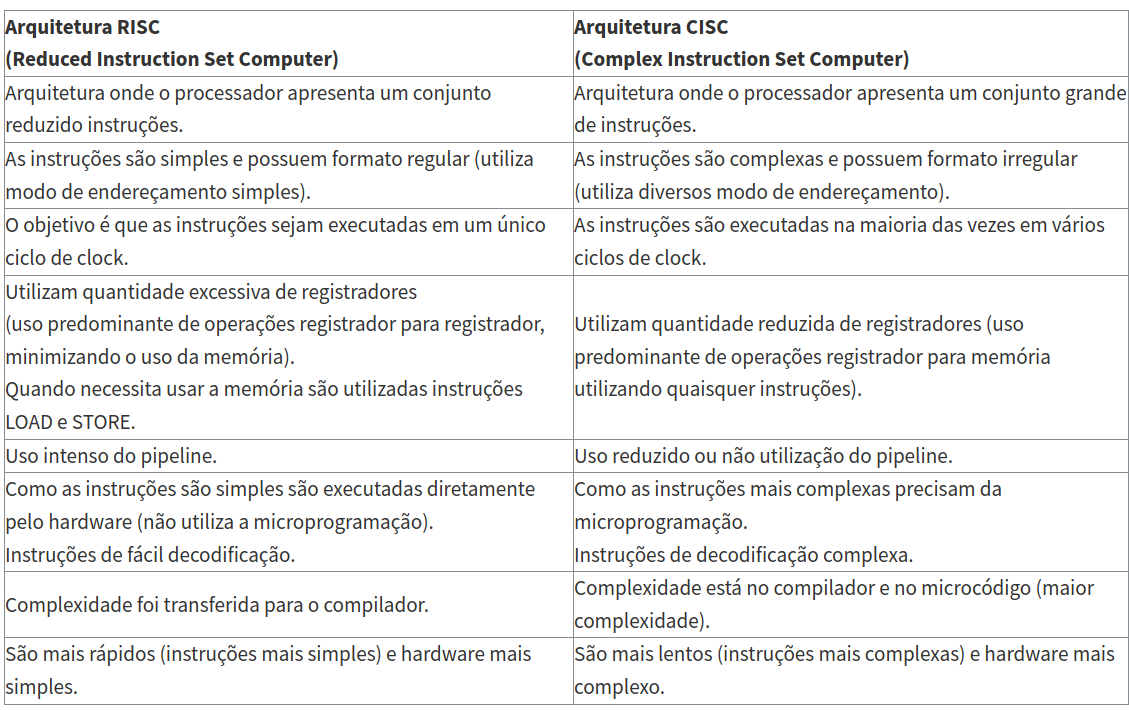 Arquitetura RISC
(Reduced Instruction Set Computer)
Arquitetura CISC
(Complex Instruction Set Computer)
Arquitetura onde o processador apresenta um conjunto
reduzido instruções.
Arquitetura onde o processador apresenta um conjunto grande
de instruções.
As instruções são simples e possuem formato regular (utiliza
modo de endereçamento simples).
As instruções são complexas e possuem formato irregular
(utiliza diversos modo de endereçamento).
O objetivo é que as instruções sejam executadas em um único
ciclo de clock.
As instruções são executadas na maioria das vezes em vários
ciclos de clock.
Utilizam quantidade excessiva de registradores
(uso predominante de operações registrador para registrador,
minimizando o uso da memória).
Quando necessita usar a memória são utilizadas instruções
LOAD e STORE.
Utilizam quantidade reduzida de registradores (uso
predominante de operações registrador para memória
utilizando quaisquer instruções).
Uso intenso do pipeline.
Uso reduzido ou não utilização do pipeline.
Como as instruções são simples são executadas diretamente
pelo hardware (não utiliza a microprogramação).
Instruções de fácil decodificação.
Como as instruções mais complexas precisam da
microprogramação.
Instruções de decodificação complexa.
Complexidade foi transferida para o compilador.
Complexidade está no compilador e no microcódigo (maior
complexidade).
São mais rápidos (instruções mais simples) e hardware mais
simples.
São mais lentos (instruções mais complexas) e hardware mais
complexo.